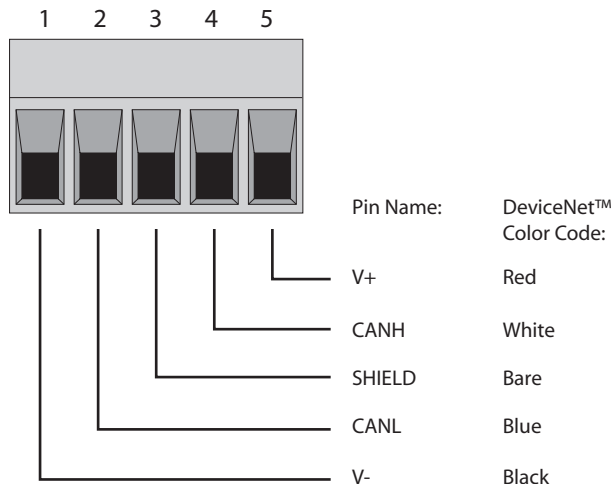 1 2 3 4 5
Pin Name: DeviceNet™
Color Code:
V+ Red
CANH White
SHIELD Bare
CANL Blue
V- Black